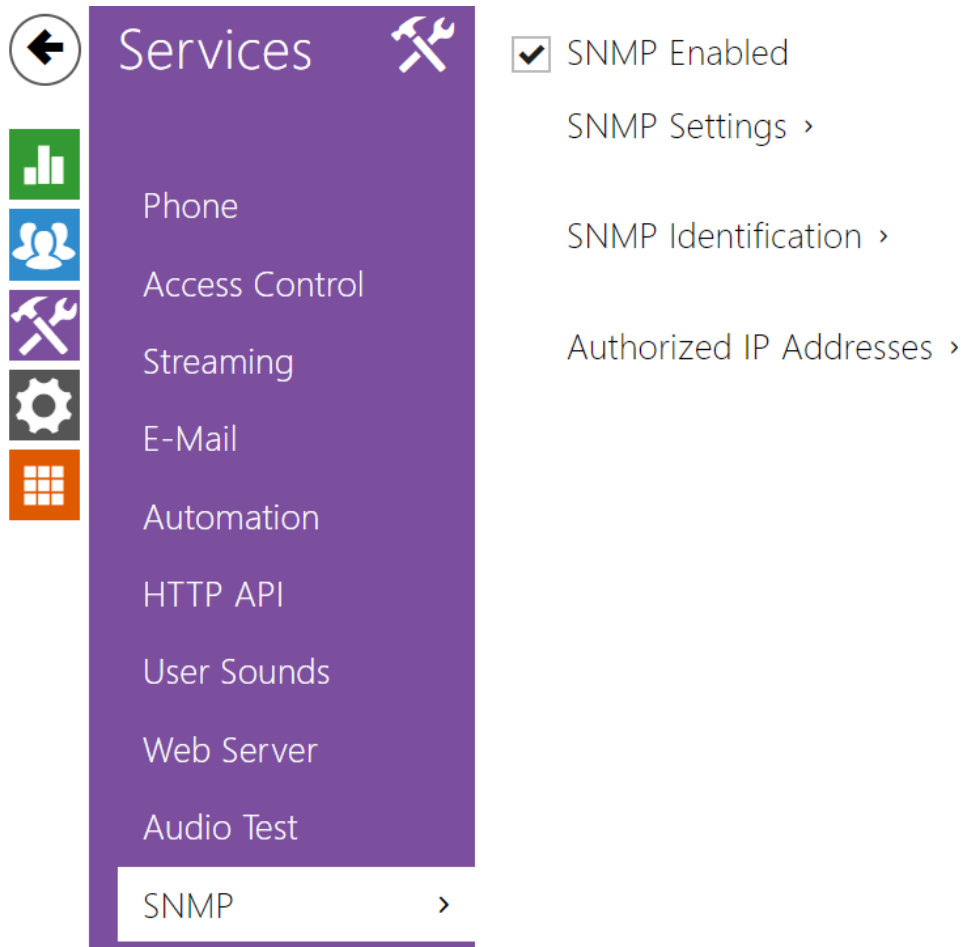 Services
Phone
Access Control
Streaming
E-Mail
Automation
HTTP API
User Sounds
Web Server
Audio Test
SNMP
SNMP Enabled
SNMP Settings
SNMP Identification
Authorized IP Addresses